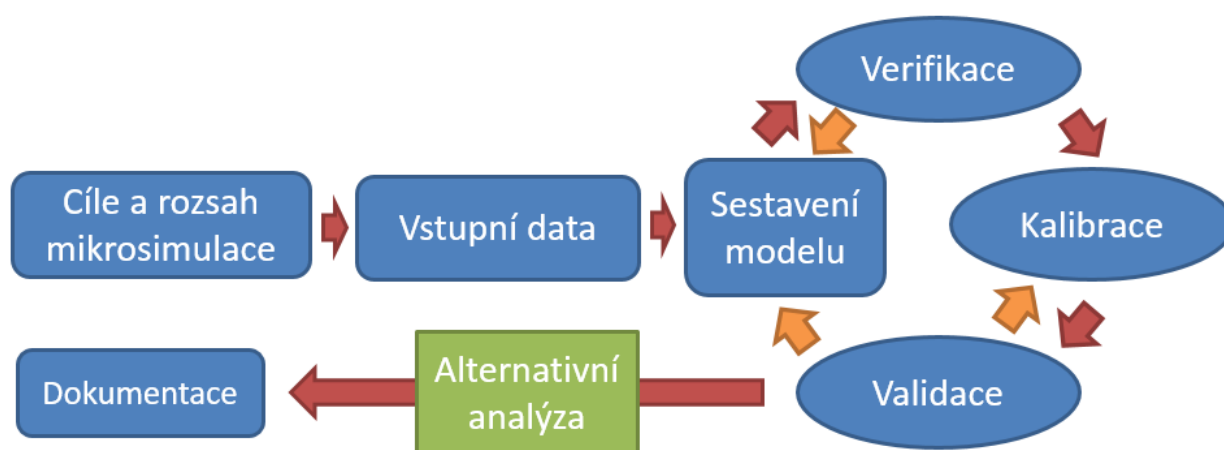 Verifikace
Cíle a rozsah
mikrosimulace
Vstupní data
Sestavení
modelu
Kalibrace
Dokumentace
Alternativní
analýza
Validace